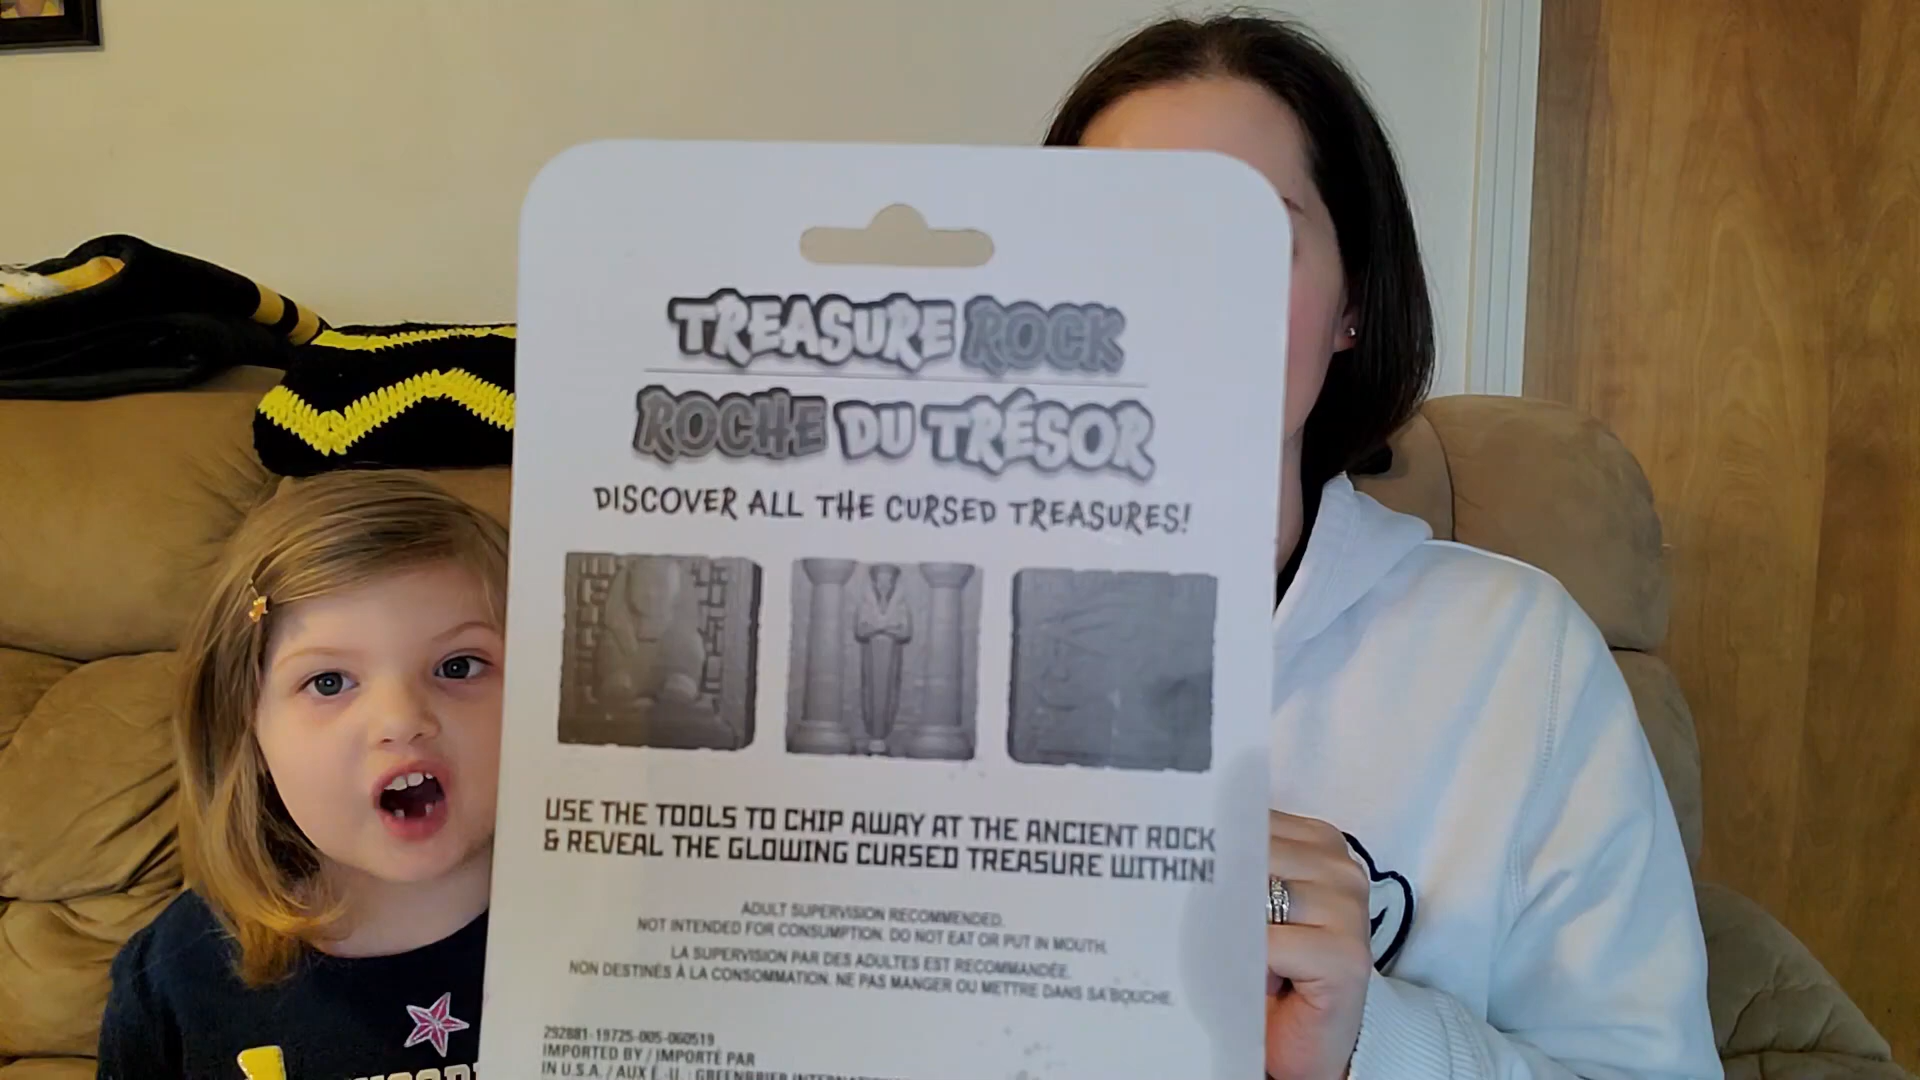 TREASURE ROCK
ROCHE DU TRÉSOR
DISCOVER ALL THE CURSED TREASURES!
USE THE TOOLS TO CHIP AWAY AT THE ANCIENT ROCK
& REVEAL THE GLOWING CURSED TREASURE WITHIN!
ADULT SUPERVISION RECOMMENDED.
NOT INTENDED FOR CONSUMPTION. DO NOT EAT OR PUT IN MOUTH.
LA SUPERVISION PAR DES ADULTES EST RECOMMANDÉE.
NON DESTINÉS À LA CONSOMMATION. NE PAS MANGER OU METTRE DANS SA BOUCHE.
292881-19725-005-060519
IMPORTED BY / IMPORTÉ PAR
IN U.S.A. / AUX É.-U.: GREENBRIER